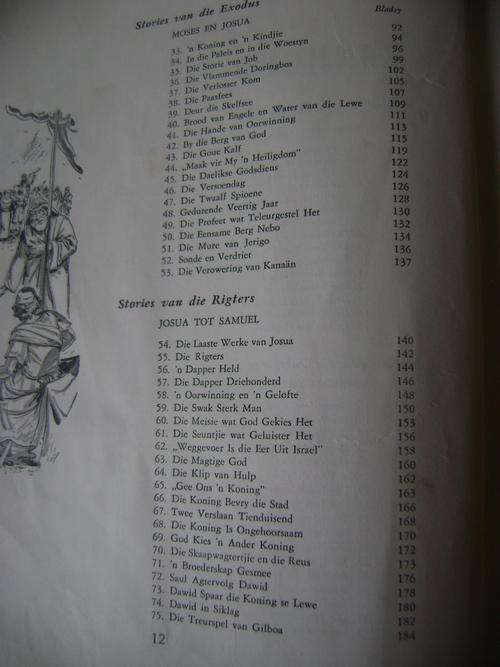 Stories van die Exodus
Bladsy
MOSES EN JOSUA
33. 'n Koning en 'n Kindjie 92
34. In die Paleis en in die Woestyn 94
35. Die Storie van Job 96
36. Die Vlammende Doringbos 99
37. Die Verlosser Kom 102
38. Die Paasfees 105
39. Deur die Skelfsee 107
40. Brood van Engele en Water van die Lewe 109
41. Die Hande van Oorwinning 111
42. By die Berg van God 113
43. Die Goue Kalf 115
44. „Maak vir My 'n Heiligdom" 119
45. Die Daelikse Godsdiens 122
46. Die Versoendag 124
47. Die Twaalf Spioene 126
48. Gedurende Veertig Jaar 128
49. Die Profeet wat Teleurgestel Het 130
50. Die Eensame Berg Nebo 132
51. Die Mure van Jerigo 134
52. Sonde en Verdriet 136
53. Die Verowering van Kanaän 137
Stories van die Rigters
JOSUA TOT SAMUEL
54. Die Laaste Werke van Josua 140
55. Die Rigters 142
56. 'n Dapper Held 144
57. Die Dapper Driehonderd 146
58. 'n Oorwinning en 'n Gelofte 148
59. Die Swak Sterk Man 150
60. Die Meisie wat God Gekies Het 153
61. Die Seuntjie wat Geluister Het 156
62. „Weggevoer Is die Eer Uit Israel" 158
63. Die Magtige God 160
64. Die Klip van Hulp 162
65. „Gee Ons 'n Koning" 163
66. Die Koning Bevry die Stad 166
67. Twee Verslaan Tienduisend 168
68. Die Koning Is Ongehoorsaam 170
69. God Kies 'n Ander Koning 172
70. Die Skaapwagtertjie en die Reus 173
71. 'n Broederskap Gesmee 176
72. Saul Agtervolg Dawid 178
73. Dawid Spaar die Koning se Lewe 180
74. Dawid in Siklag 182
75. Die Treurspel van Gilboa 184
12